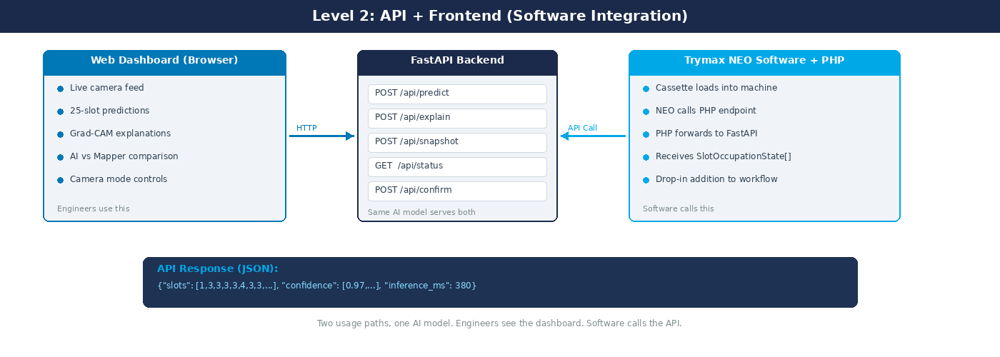 Level 2: API + Frontend (Software Integration)
Web Dashboard (Browser)
Live camera feed
25-slot predictions
Grad-CAM explanations
AI vs Mapper comparison
Camera mode controls
Engineers use this
HTTP
FastAPI Backend
POST /api/predict
POST /api/explain
POST /api/snapshot
GET  /api/status
POST /api/confirm
Same AI model serves both
API Call
Trymax NEO Software + PHP
Cassette loads into machine
NEO calls PHP endpoint
PHP forwards to FastAPI
Receives SlotOccupationState[]
Drop-in addition to workflow
Software calls this
API Response (JSON):
{"slots": [1,3,3,3,3,4,3,3,...], "confidence": [0.97,...], "inference_ms": 380}
Two usage paths, one AI model. Engineers see the dashboard. Software calls the API.